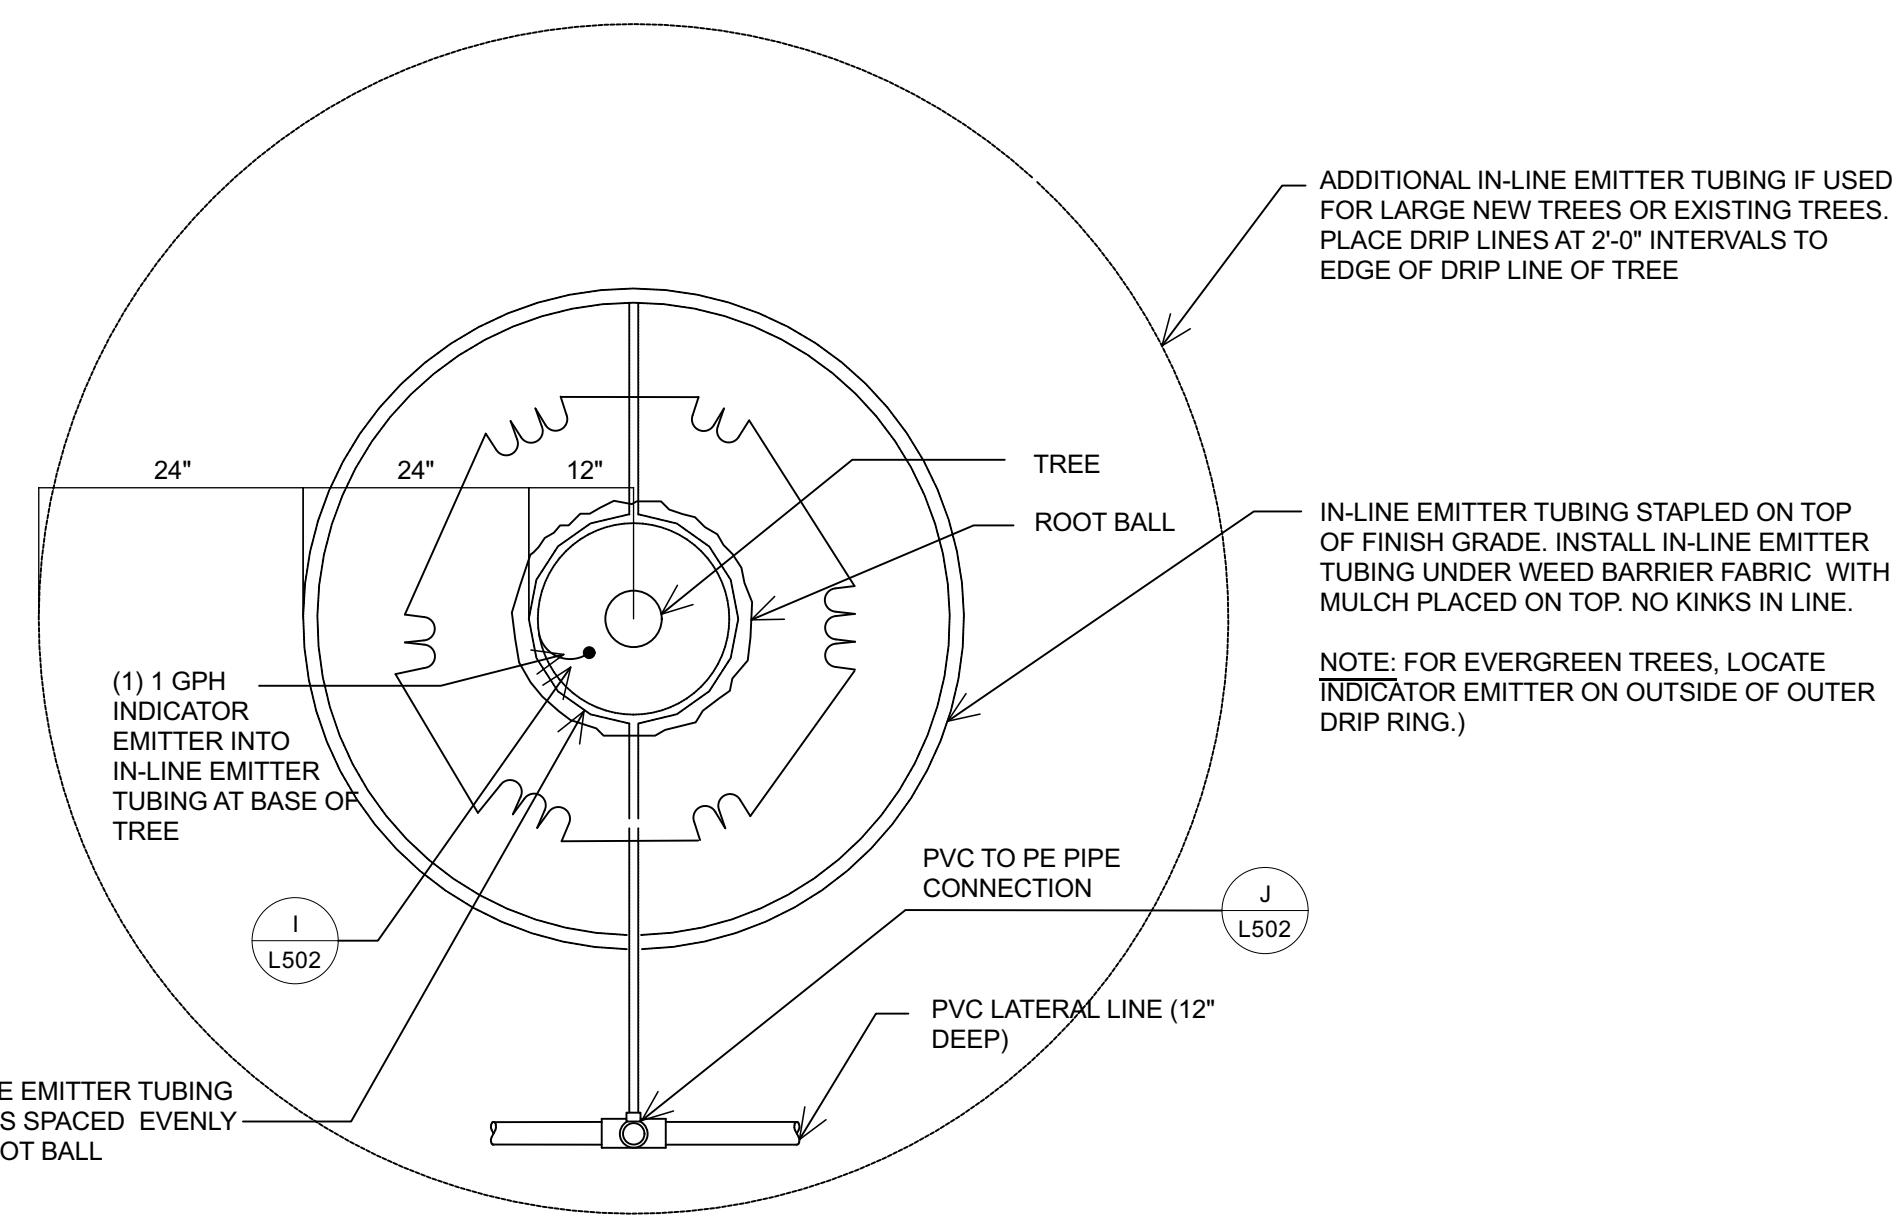 ADDITIONAL IN-LINE EMITTER TUBING IF USED
FOR LARGE NEW TREES OR EXISTING TREES.
PLACE DRIP LINES AT 2'-0" INTERVALS TO
EDGE OF DRIP LINE OF TREE
24"
24"
12"
TREE
ROOT BALL
IN-LINE EMITTER TUBING STAPLED ON TOP
OF FINISH GRADE. INSTALL IN-LINE EMITTER
TUBING UNDER WEED BARRIER FABRIC WITH
MULCH PLACED ON TOP. NO KINKS IN LINE.
NOTE: FOR EVERGREEN TREES, LOCATE
INDICATOR EMITTER ON OUTSIDE OF OUTER
DRIP RING.)
(1) 1 GPH
INDICATOR
EMITTER INTO
IN-LINE EMITTER
TUBING AT BASE OF
TREE
PVC TO PE PIPE
CONNECTION
J
L502
I
L502
PVC LATERAL LINE (12"
DEEP)
E EMITTER TUBING
S SPACED EVENLY
OT BALL